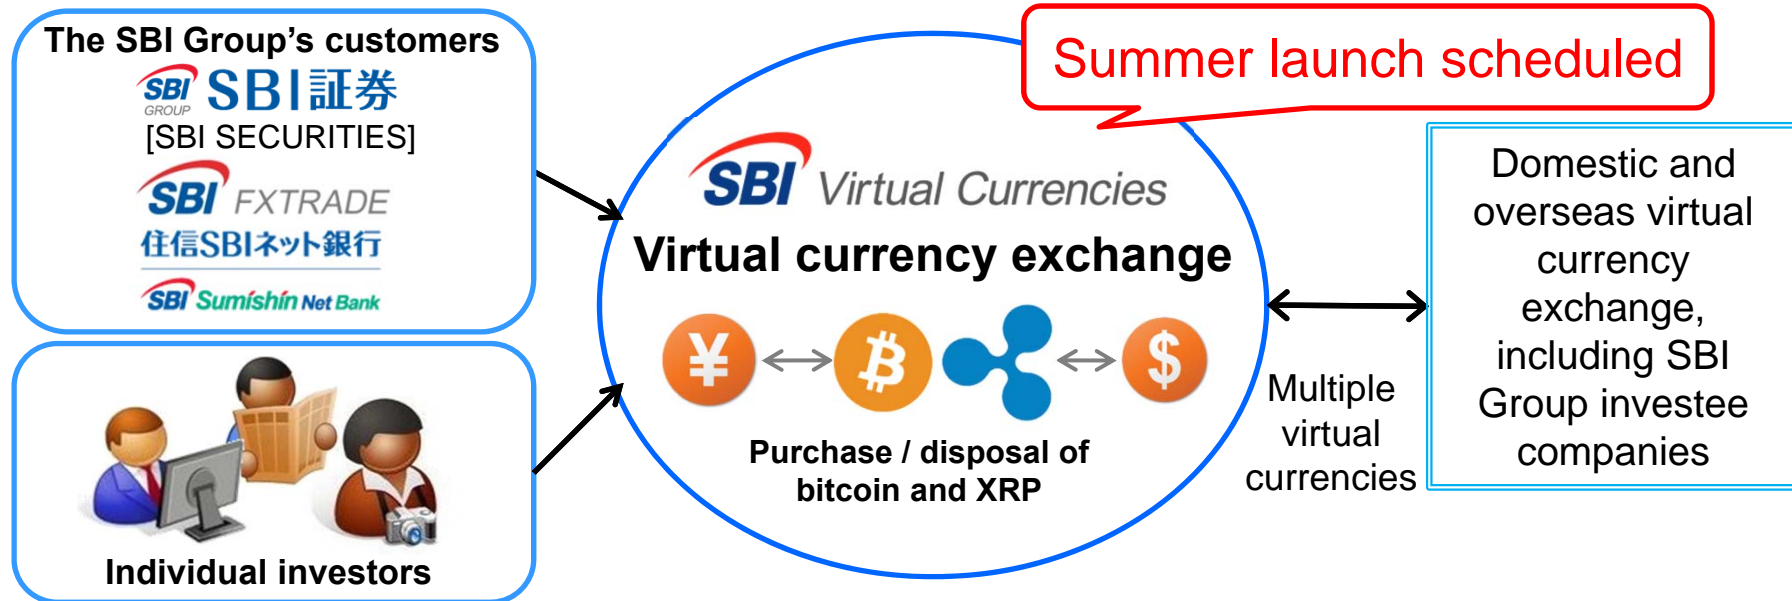 The SBI Group's customers
SBI
GROUP
SBI証券
[SBI SECURITIES]
SBI FXTRADE
住信SBIネット銀行
SBI Sumishin Net Bank
Individual investors
Summer launch scheduled
SBI Virtual Currencies
Virtual currency exchange
¥ ₿ $
Purchase / disposal of
bitcoin and XRP
Multiple
virtual
currencies
Domestic and
overseas virtual
currency
exchange,
including SBI
Group investee
companies